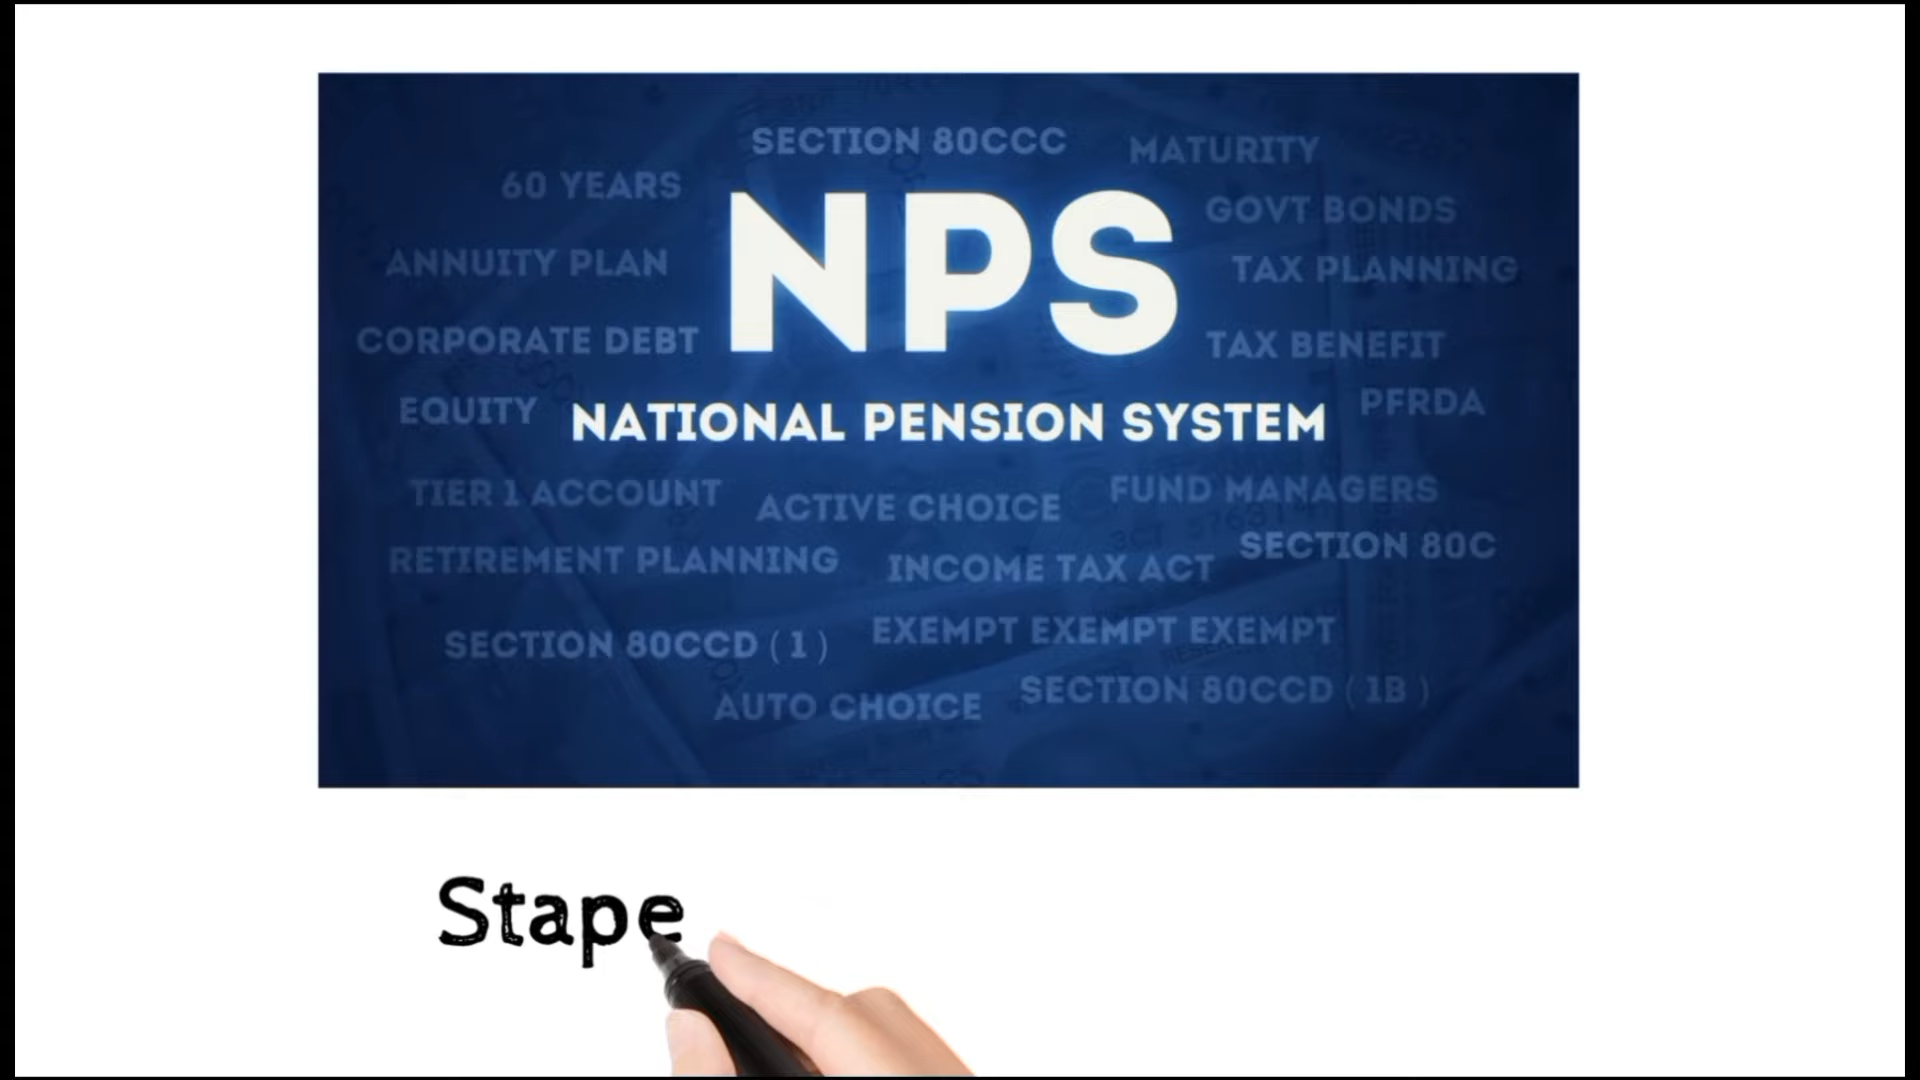 SECTION 80CCC
MATURITY
60 YEARS
NPS
GOVT BONDS
ANNUITY PLAN
TAX PLANNING
CORPORATE DEBT
TAX BENEFIT
EQUITY
NATIONAL PENSION SYSTEM
PFRDA
TIER 1 ACCOUNT
ACTIVE CHOICE
FUND MANAGERS
RETIREMENT PLANNING
INCOME TAX ACT
SECTION 80C
SECTION 80CCD ( 1 )
EXEMPT EXEMPT EXEMPT
AUTO CHOICE
SECTION 80CCD ( 1B )
Stape